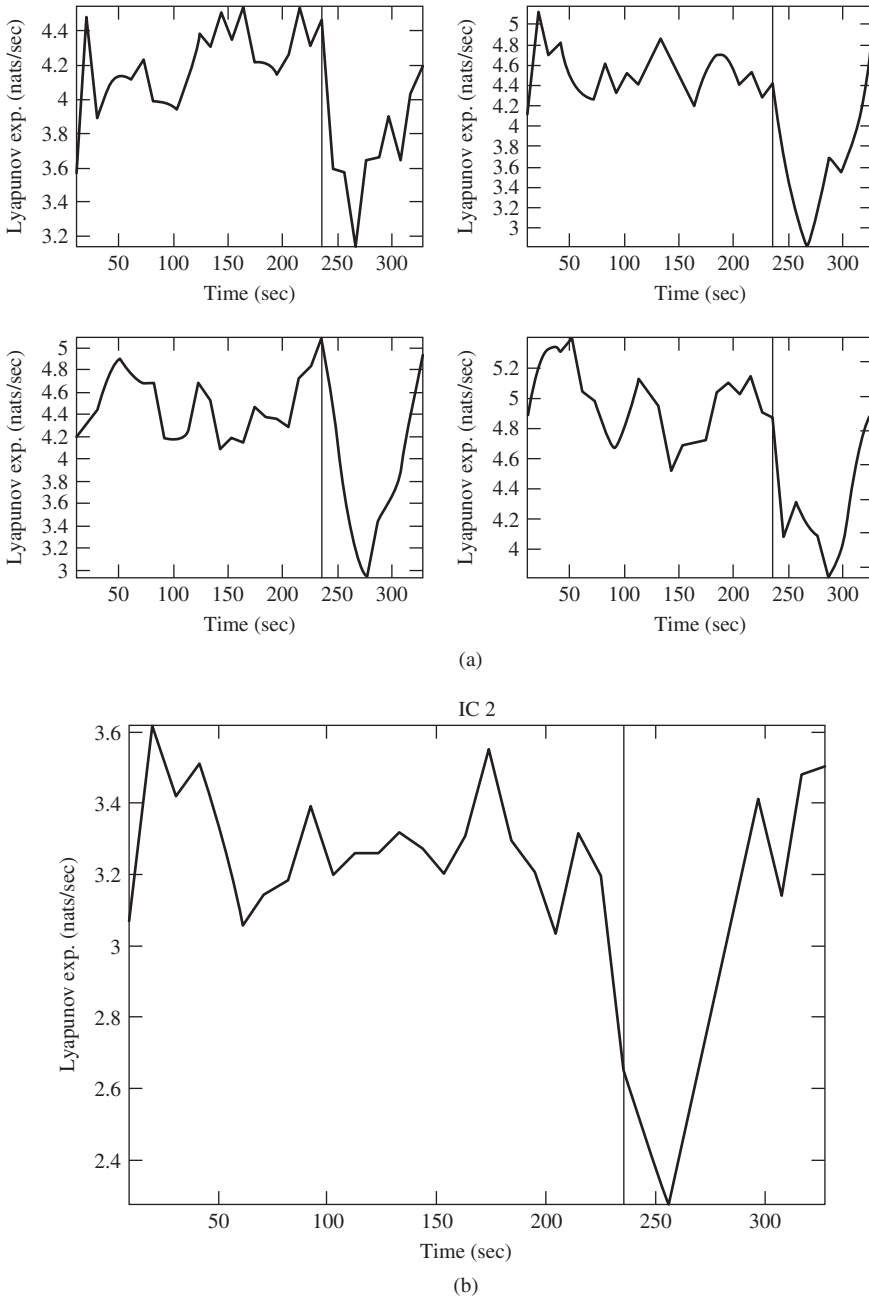 4.4
4.2
4
3.8
3.6
3.4
3.2
Lyapunov exp. (nats/sec)
50 100 150 200 250 300
Time (sec)
5
4.8
4.6
4.4
4.2
4
3.8
3.6
3.4
3.2
3
Lyapunov exp. (nats/sec)
50 100 150 200 250 300
Time (sec)
5
4.8
4.6
4.4
4.2
4
3.8
3.6
3.4
3.2
3
Lyapunov exp. (nats/sec)
50 100 150 200 250 300
Time (sec)
5.2
5
4.8
4.6
4.4
4.2
4
Lyapunov exp. (nats/sec)
50 100 150 200 250 300
Time (sec)
(a)
IC 2
3.6
3.4
3.2
3
2.8
2.6
2.4
Lyapunov exp. (nats/sec)
50 100 150 200 250 300
Time (sec)
(b)